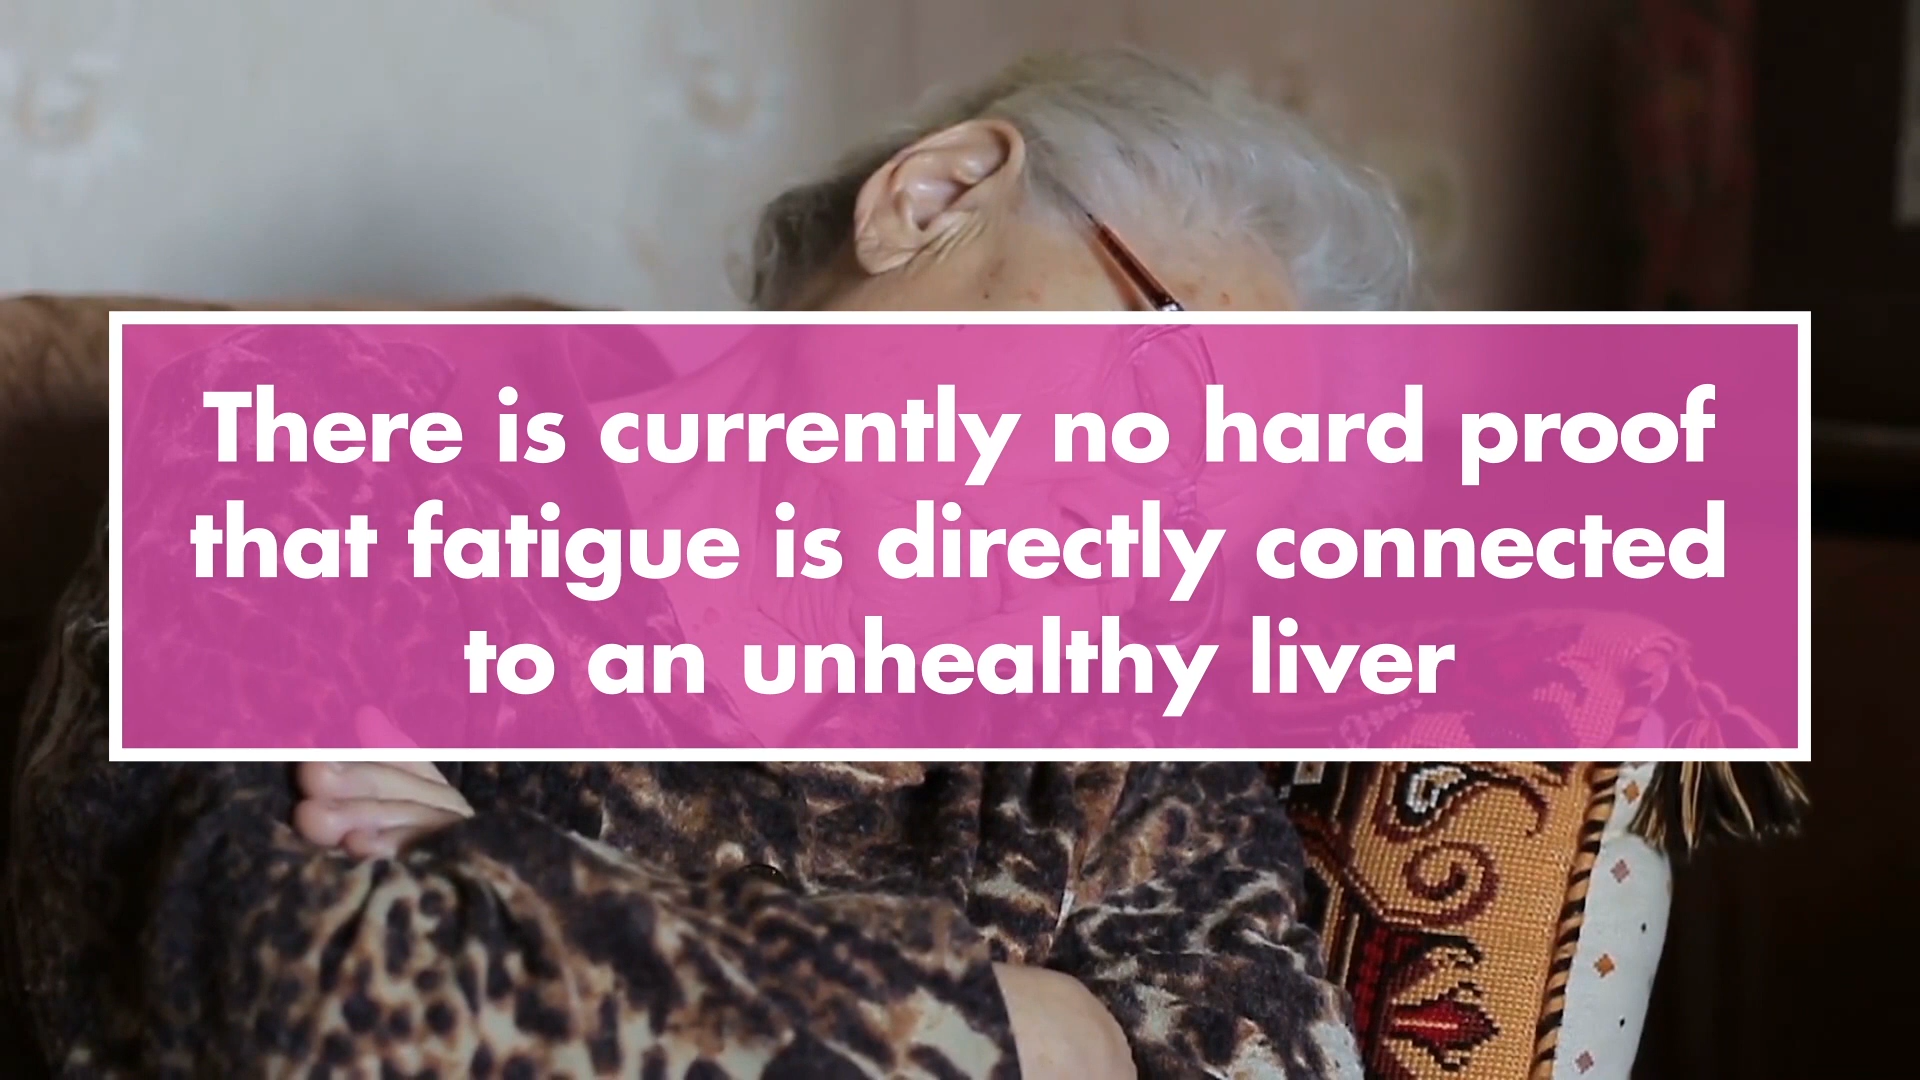 There is currently no hard proof
that fatigue is directly connected
to an unhealthy liver